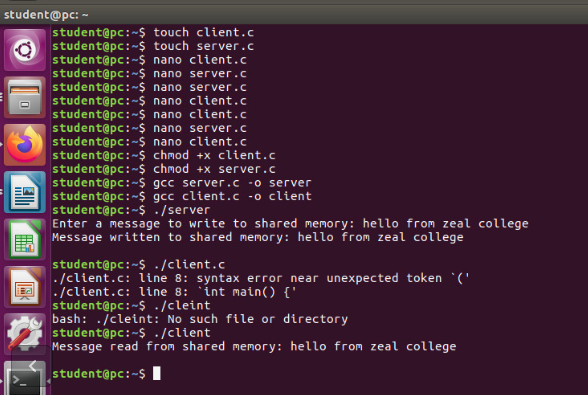 student@pc: ~
student@pc:~$ touch client.c
student@pc:~$ touch server.c
student@pc:~$ nano client.c
student@pc:~$ nano server.c
student@pc:~$ nano server.c
student@pc:~$ nano client.c
student@pc:~$ nano client.c
student@pc:~$ nano server.c
student@pc:~$ nano client.c
student@pc:~$ chmod +x client.c
student@pc:~$ chmod +x server.c
student@pc:~$ gcc server.c -o server
student@pc:~$ gcc client.c -o client
student@pc:~$ ./server
Enter a message to write to shared memory: hello from zeal college
Message written to shared memory: hello from zeal college
student@pc:~$ ./client.c
./client.c: line 8: syntax error near unexpected token `('
./client.c: line 8: `int main() {'
student@pc:~$ ./cleint
bash: ./cleint: No such file or directory
student@pc:~$ ./client
Message read from shared memory: hello from zeal college
student@pc:~$